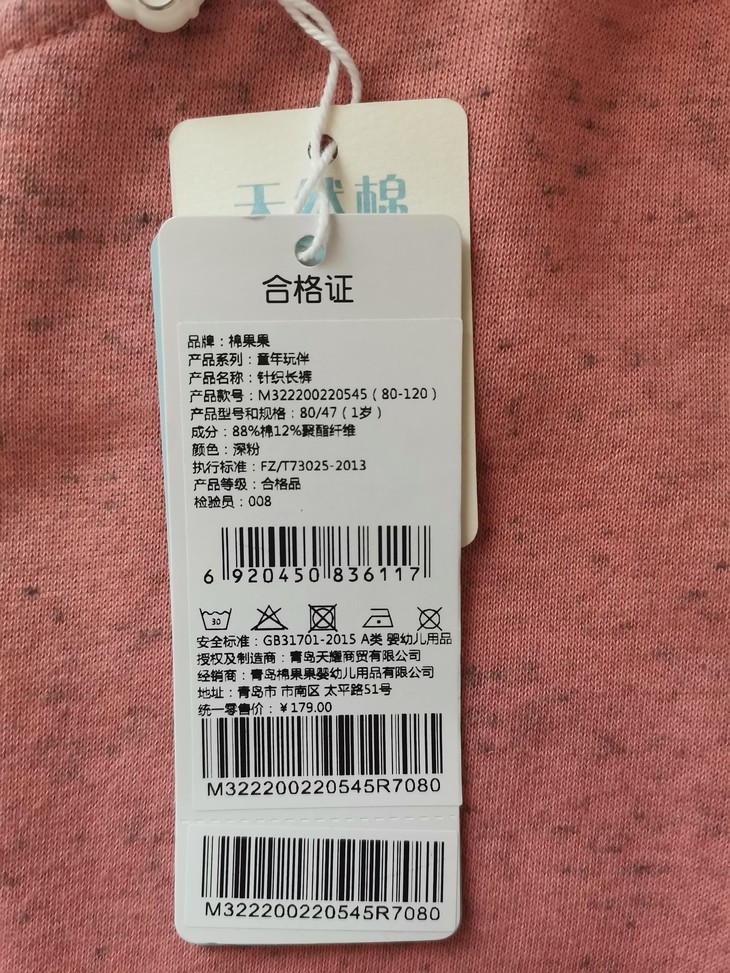 天然棉
合格证
品牌：棉果果
产品系列：童年玩伴
产品名称：针织长裤
产品款号：M322200220545（80-120）
产品型号和规格：80/47（1岁）
成分：88%棉12%聚酯纤维
颜色：深粉
执行标准：FZ/T73025-2013
产品等级：合格品
检验员：008
6 920450 836117
30
安全标准：GB31701-2015 A类 婴幼儿用品
授权及制造商：青岛天耀商贸有限公司
经销商：青岛棉果果婴幼儿用品有限公司
地址：青岛市 市南区 太平路51号
统一零售价：￥179.00
M322200220545R7080
M322200220545R7080